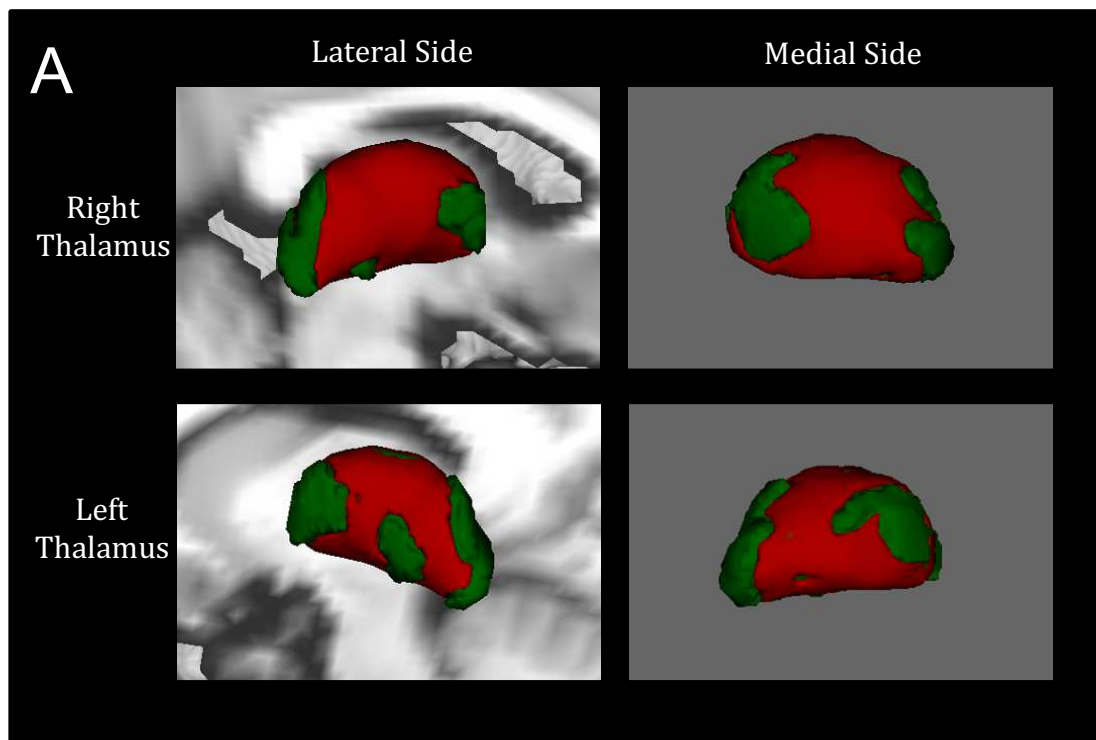 A
Lateral Side
Medial Side
Right
Thalamus
Left
Thalamus